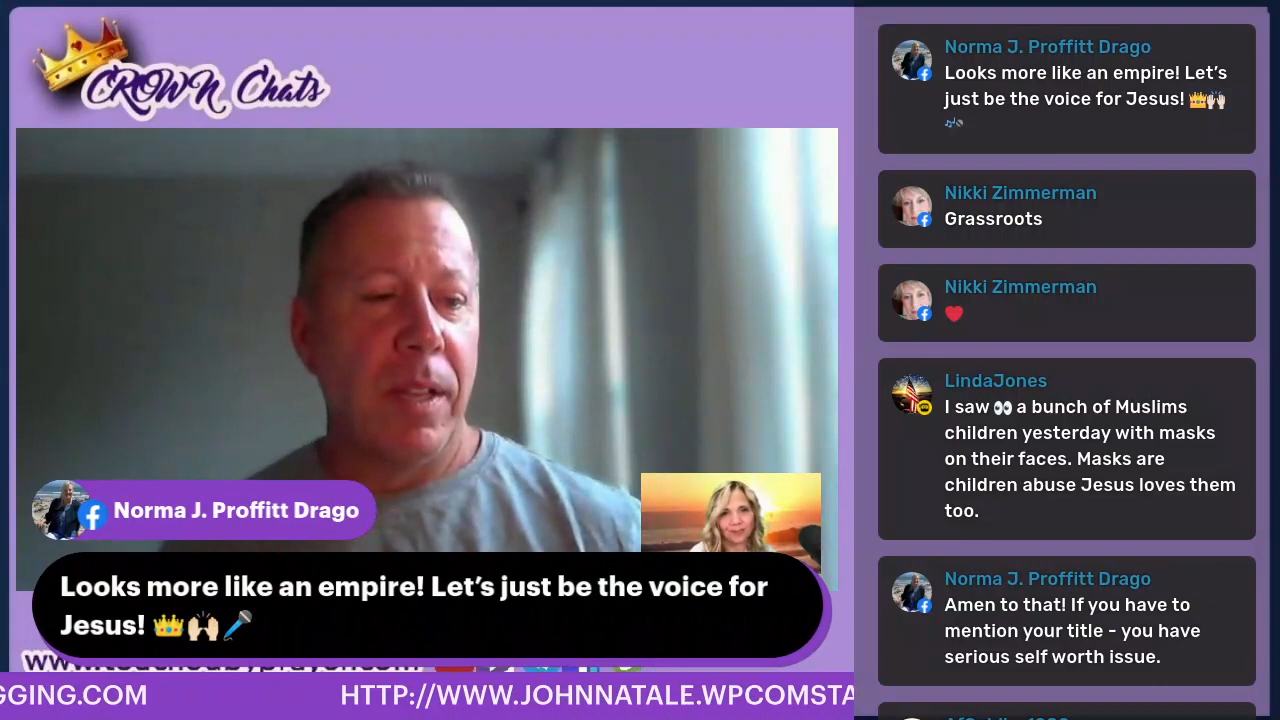 CROWN Chats
Norma J. Proffitt Drago
Looks more like an empire! Let’s just be the voice for
Jesus! 👑🙌🏻🎤
GGING.COM HTTP://WWW.JOHNNATALE.WPCOMSTA
Norma J. Proffitt Drago
Looks more like an empire! Let’s
just be the voice for Jesus! 👑🙌🏻
🎶🎤
Nikki Zimmerman
Grassroots
Nikki Zimmerman
❤️
LindaJones
I saw 👀 a bunch of Muslims
children yesterday with masks
on their faces. Masks are
children abuse Jesus loves them
too.
Norma J. Proffitt Drago
Amen to that! If you have to
mention your title - you have
serious self worth issue.